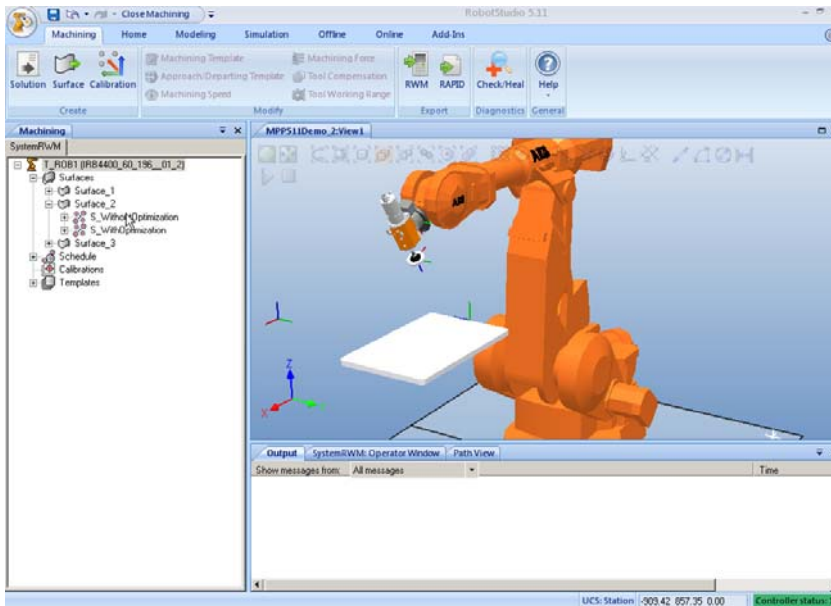 Close Machining
RobotStudio 5.11
Machining Home Modeling Simulation Offline Online Add-Ins
Solution Surface Calibration
Machining Template
Approach/Departing Template
Machining Speed
Machining Force
Tool Compensation
Tool Working Range
RWM RAPID Check/Heal Help
Create Modify Export Diagnostics General
Machining
MPP511Demo_2:View1
SystemRWM
T_ROB1 (IRB4400_60_196__01_2)
Surfaces
Surface_1
Surface_2
S_WithoutOptimization
S_WithOptimization
Surface_3
Schedule
Calibrations
Templates
ABB
ABB
Z
X
Output SystemRWM: Operator Window Path View
Show messages from: All messages Time
UCS: Station -909.42 657.35 0.00 Controller status: